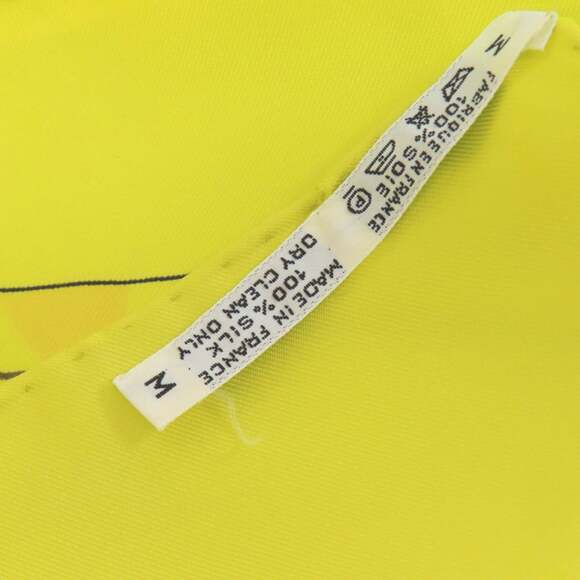 M
FABRIQUE EN FRANCE
100% SOIE
P
MADE IN FRANCE
100% SILK
DRY CLEAN ONLY
M